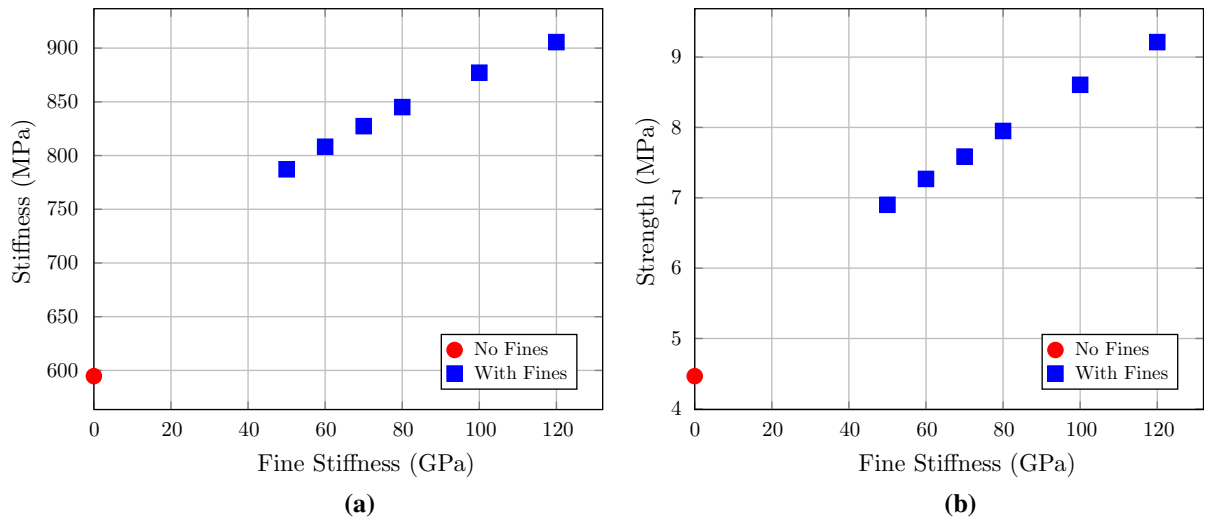 900
850
800
750
700
650
600
Stiffness (MPa)
0 20 40 60 80 100 120
Fine Stiffness (GPa)
No Fines
With Fines
(a)
9
8
7
6
5
4
Strength (MPa)
0 20 40 60 80 100 120
Fine Stiffness (GPa)
No Fines
With Fines
(b)